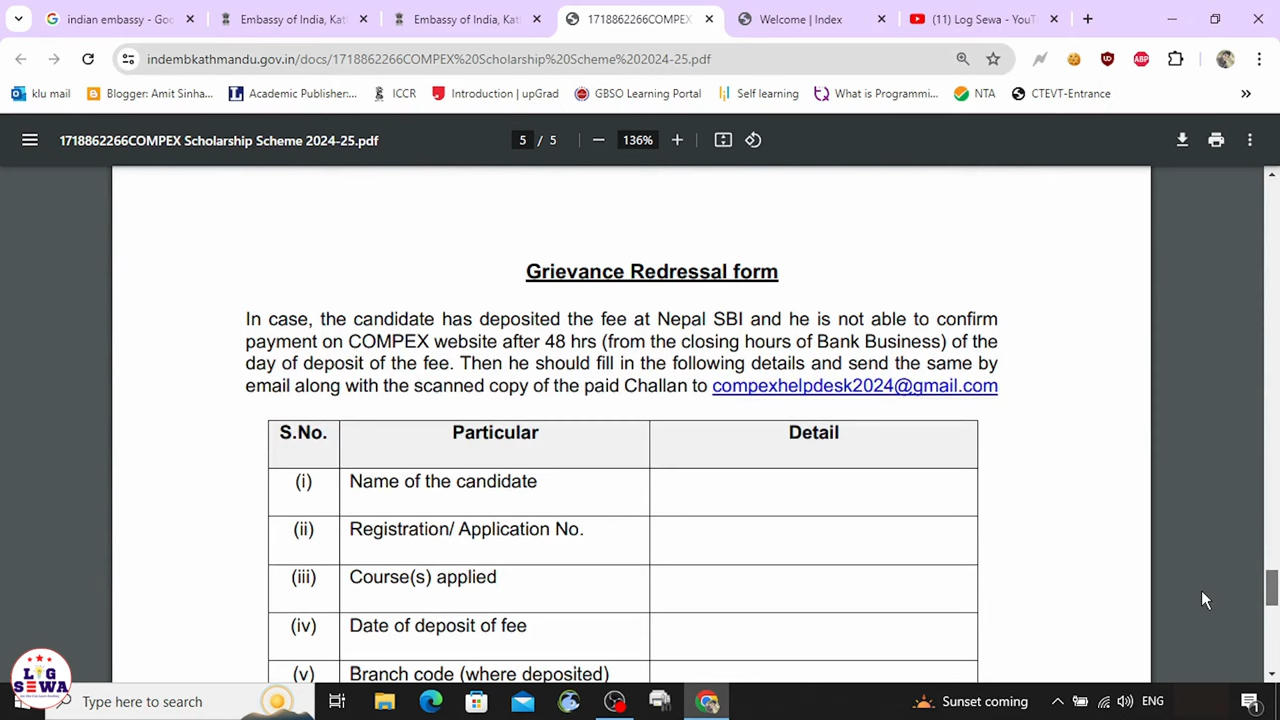 indian embassy - Goo
Embassy of India, Kat
Embassy of India, Kat
1718862266COMPEX
Welcome | Index
(11) Log Sewa - YouT
indembkathmandu.gov.in/docs/1718862266COMPEX%20Scholarship%20Scheme%202024-25.pdf
klu mail
Blogger: Amit Sinha...
Academic Publisher:...
ICCR
Introduction | upGrad
GBSO Learning Portal
Self learning
What is Programmi...
NTA
CTEVT-Entrance
»
1718862266COMPEX Scholarship Scheme 2024-25.pdf
5 / 5
136%
Grievance Redressal form
In case, the candidate has deposited the fee at Nepal SBI and he is not able to confirm
payment on COMPEX website after 48 hrs (from the closing hours of Bank Business) of the
day of deposit of the fee. Then he should fill in the following details and send the same by
email along with the scanned copy of the paid Challan to compexhelpdesk2024@gmail.com
S.No. Particular Detail
(i) Name of the candidate
(ii) Registration/ Application No.
(iii) Course(s) applied
(iv) Date of deposit of fee
(v) Branch code (where deposited)
LOG
SEWA
Type here to search
Sunset coming
ENG
1